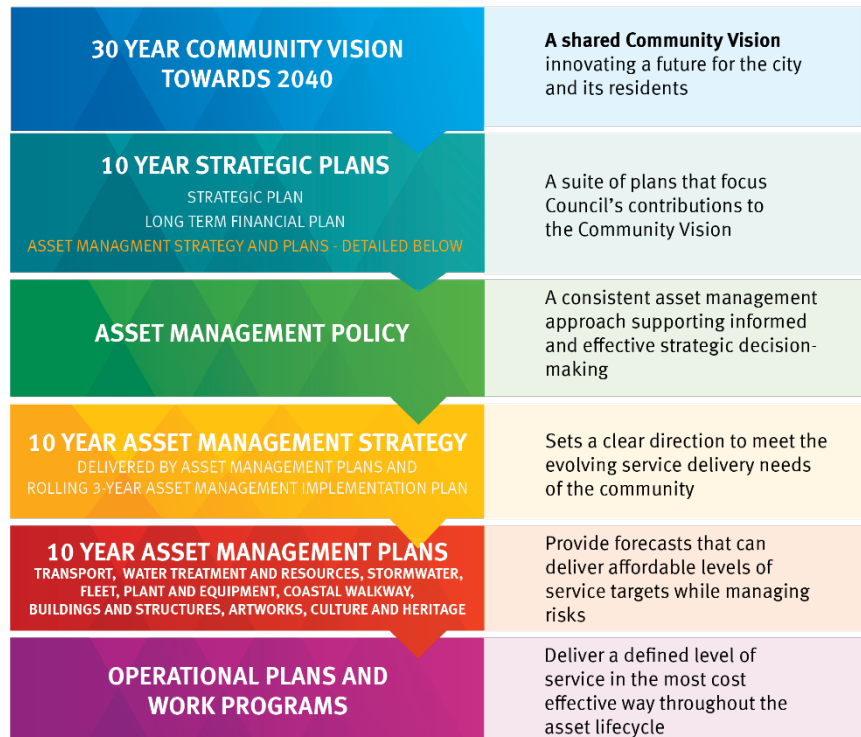 30 YEAR COMMUNITY VISION
TOWARDS 2040
A shared Community Vision
innovating a future for the city
and its residents
10 YEAR STRATEGIC PLANS
STRATEGIC PLAN
LONG TERM FINANCIAL PLAN
ASSET MANAGMENT STRATEGY AND PLANS - DETAILED BELOW
A suite of plans that focus
Council's contributions to
the Community Vision
ASSET MANAGEMENT POLICY
A consistent asset management
approach supporting informed
and effective strategic decision-
making
10 YEAR ASSET MANAGEMENT STRATEGY
DELIVERED BY ASSET MANAGEMENT PLANS AND
ROLLING 3-YEAR ASSET MANAGEMENT IMPLEMENTATION PLAN
Sets a clear direction to meet the
evolving service delivery needs
of the community
10 YEAR ASSET MANAGEMENT PLANS
TRANSPORT, WATER TREATMENT AND RESOURCES, STORMWATER,
FLEET, PLANT AND EQUIPMENT, COASTAL WALKWAY,
BUILDINGS AND STRUCTURES, ARTWORKS, CULTURE AND HERITAGE
Provide forecasts that can
deliver affordable levels of
service targets while managing
risks
OPERATIONAL PLANS AND
WORK PROGRAMS
Deliver a defined level of
service in the most cost
effective way throughout the
asset lifecycle